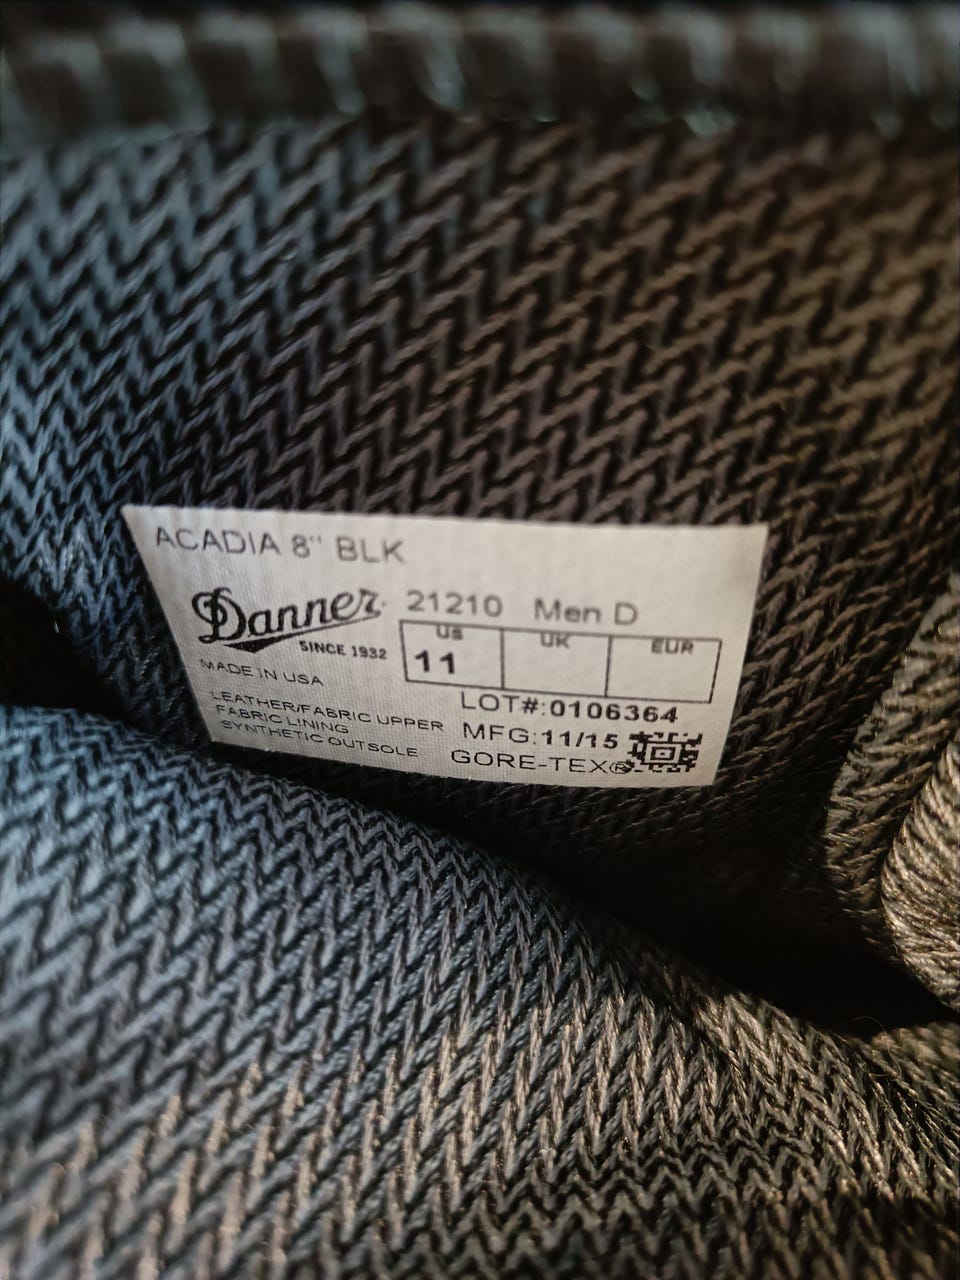 ACADIA 8" BLK
Danner
SINCE 1932
21210 Men D
US UK EUR
11
MADE IN USA
LEATHER/FABRIC UPPER
FABRIC LINING
SYNTHETIC OUTSOLE
LOT#:0106364
MFG:11/15
GORE-TEX®